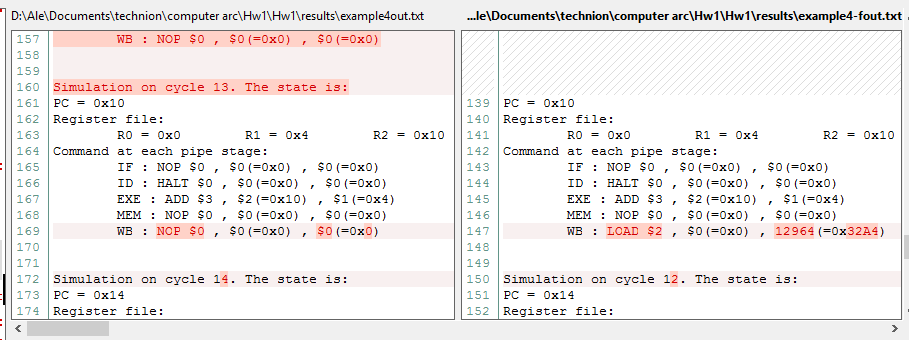 D:\Ale\Documents\technion\computer arc\Hw1\Hw1\results\example4out.txt
157 WB : NOP $0 , $0(=0x0) , $0(=0x0)
158
159
160 Simulation on cycle 13. The state is:
161 PC = 0x10
162 Register file:
163 R0 = 0x0 R1 = 0x4 R2 = 0x10
164 Command at each pipe stage:
165 IF : NOP $0 , $0(=0x0) , $0(=0x0)
166 ID : HALT $0 , $0(=0x0) , $0(=0x0)
167 EXE : ADD $3 , $2(=0x10) , $1(=0x4)
168 MEM : NOP $0 , $0(=0x0) , $0(=0x0)
169 WB : NOP $0 , $0(=0x0) , $0(=0x0)
170
171
172 Simulation on cycle 14. The state is:
173 PC = 0x14
174 Register file:
...le\Documents\technion\computer arc\Hw1\Hw1\results\example4-fout.txt
139 PC = 0x10
140 Register file:
141 R0 = 0x0 R1 = 0x4 R2 = 0x10
142 Command at each pipe stage:
143 IF : NOP $0 , $0(=0x0) , $0(=0x0)
144 ID : HALT $0 , $0(=0x0) , $0(=0x0)
145 EXE : ADD $3 , $2(=0x10) , $1(=0x4)
146 MEM : NOP $0 , $0(=0x0) , $0(=0x0)
147 WB : LOAD $2 , $0(=0x0) , 12964(=0x32A4)
148
149
150 Simulation on cycle 12. The state is:
151 PC = 0x14
152 Register file: